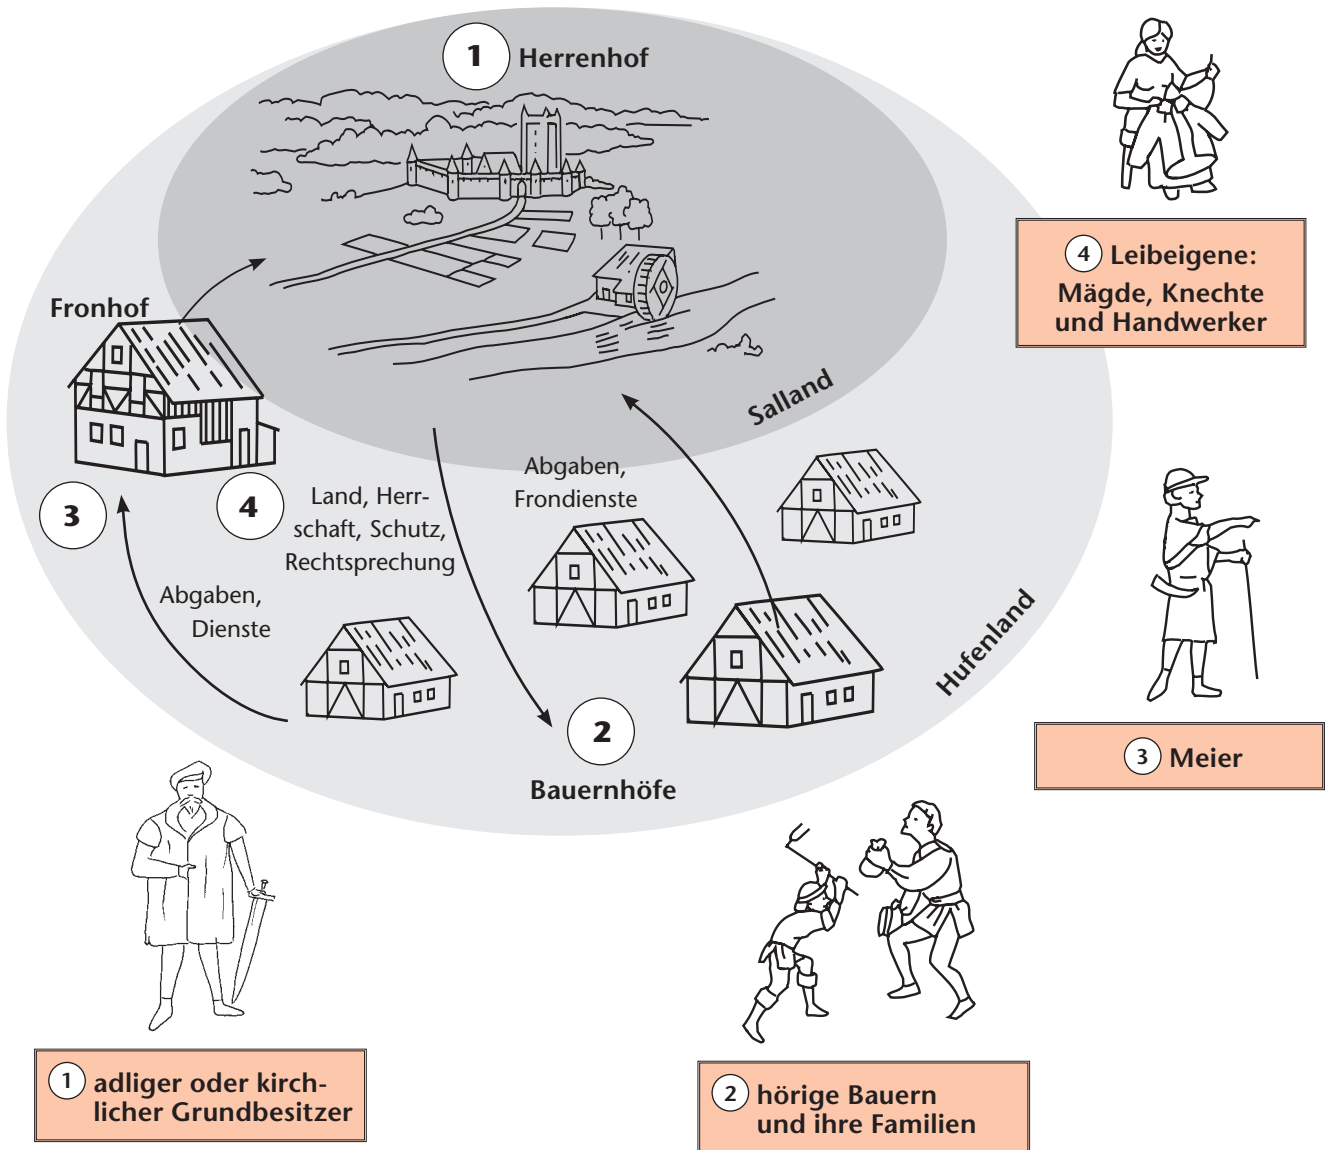 1 Herrenhof
4 Leibeigene:
Mägde, Knechte
und Handwerker
Fronhof
Salland
Abgaben,
Frondienste
3
4
Land, Herr-
schaft, Schutz,
Rechtsprechung
Abgaben,
Dienste
Hufenland
2
Bauernhöfe
3 Meier
1 adliger oder kirch-
licher Grundbesitzer
2 hörige Bauern
und ihre Familien